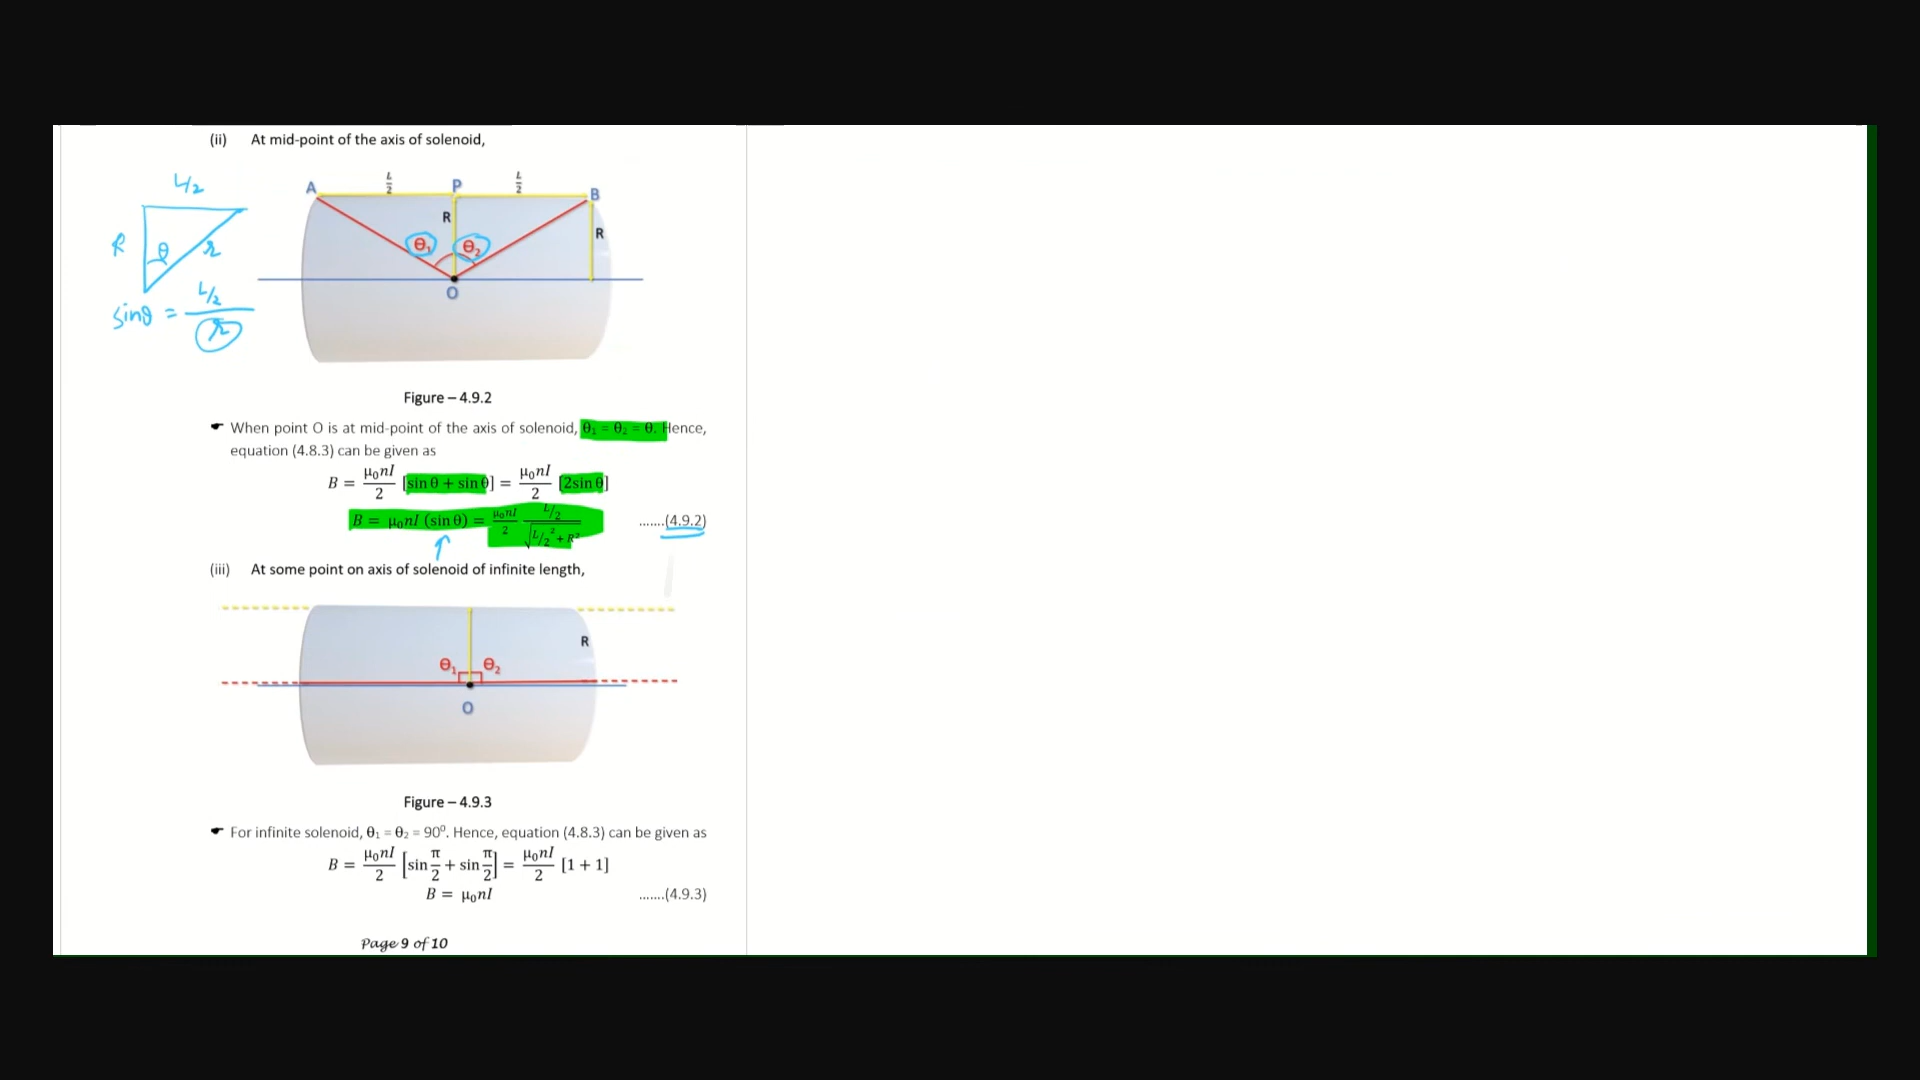 (ii) At mid-point of the axis of solenoid,
L/2
R
θ
r
sinθ = L/2 / r
A
L/2
P
L/2
B
R
R
θ₁
θ₂
O
Figure – 4.9.2
When point O is at mid-point of the axis of solenoid, θ₁ = θ₂ = θ. Hence,
equation (4.8.3) can be given as
B = μ₀nI/2 [sin θ + sin θ] = μ₀nI/2 [2sin θ]
B = μ₀nI (sin θ) = μ₀nI/2 L/2 / √(L/2² + R²) .......(4.9.2)
(iii) At some point on axis of solenoid of infinite length,
R
θ₁
θ₂
O
Figure – 4.9.3
For infinite solenoid, θ₁ = θ₂ = 90⁰. Hence, equation (4.8.3) can be given as
B = μ₀nI/2 [sin π/2 + sin π/2] = μ₀nI/2 [1 + 1]
B = μ₀nI .......(4.9.3)
Page 9 of 10